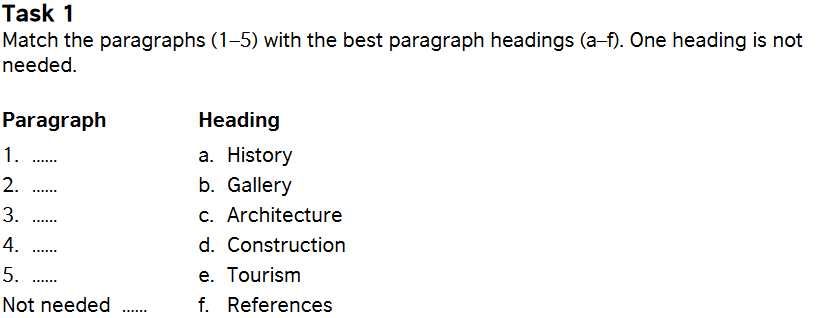 Task 1
Match the paragraphs (1–5) with the best paragraph headings (a–f). One heading is not
needed.
Paragraph Heading
1. ...... a. History
2. ...... b. Gallery
3. ...... c. Architecture
4. ...... d. Construction
5. ...... e. Tourism
Not needed ...... f. References